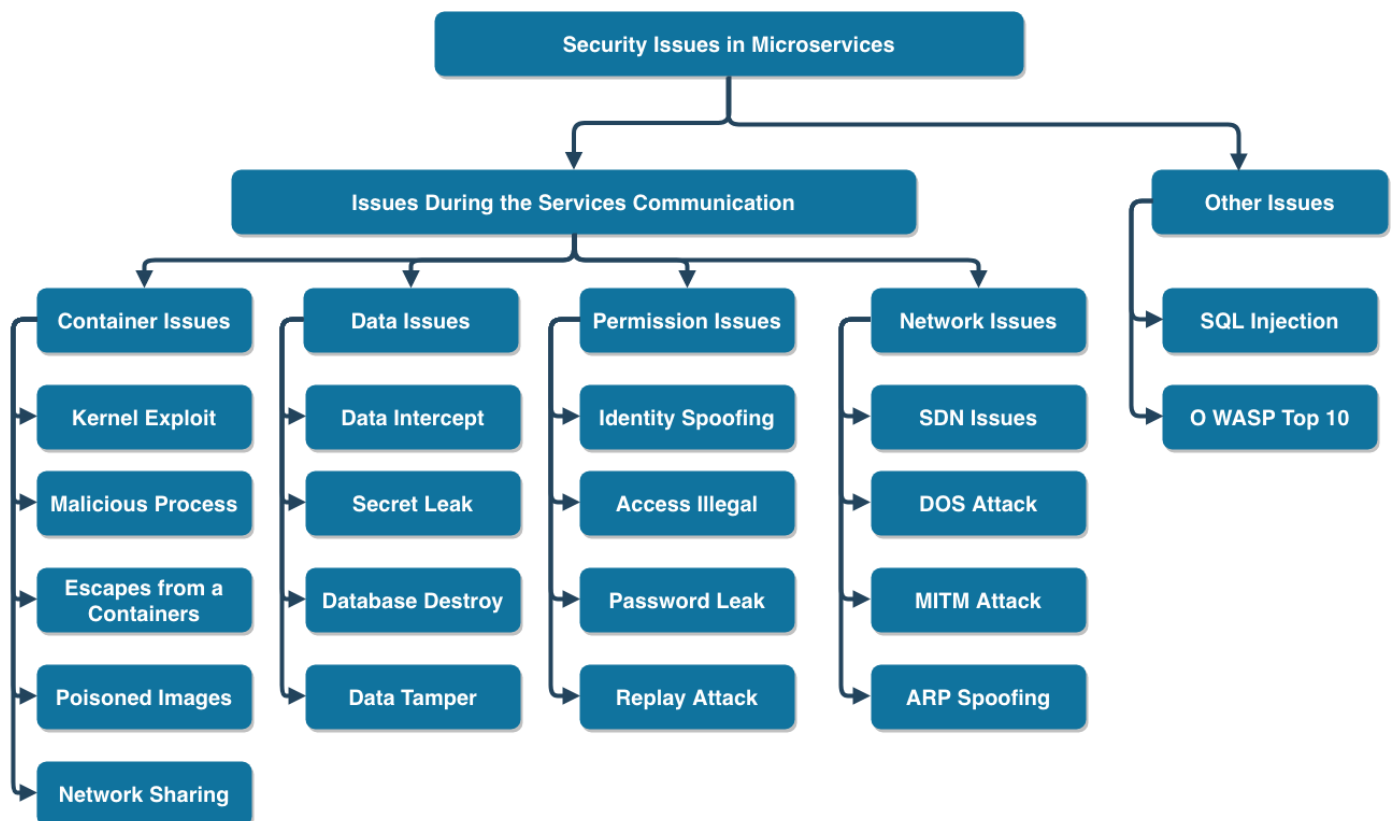 Security Issues in Microservices
Issues During the Services Communication
Other Issues
Container Issues
Data Issues
Permission Issues
Network Issues
SQL Injection
Kernel Exploit
Data Intercept
Identity Spoofing
SDN Issues
O WASP Top 10
Malicious Process
Secret Leak
Access Illegal
DOS Attack
Escapes from a
Containers
Database Destroy
Password Leak
MITM Attack
Poisoned Images
Data Tamper
Replay Attack
ARP Spoofing
Network Sharing